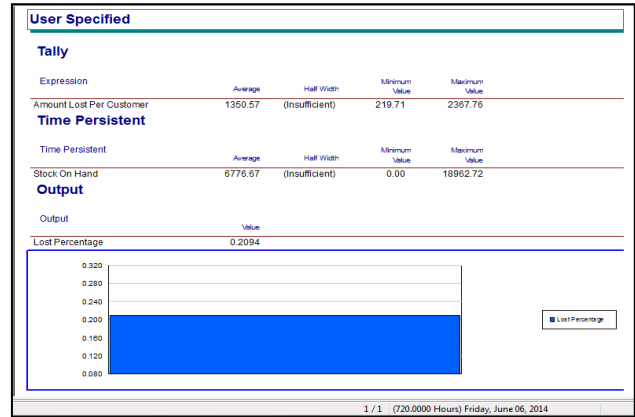 User Specified
Tally
Expression Average Half Width Minimum Value Maximum Value
Amount Lost Per Customer 1350.57 (Insufficient) 219.71 2367.76
Time Persistent
Time Persistent Average Half Width Minimum Value Maximum Value
Stock On Hand 6776.67 (Insufficient) 0.00 18962.72
Output
Output Value
Lost Percentage 0.2094
0.320
0.280
0.240
0.200
0.160
0.120
0.080
Lost Percentage
1 / 1 (720.0000 Hours) Friday, June 06, 2014